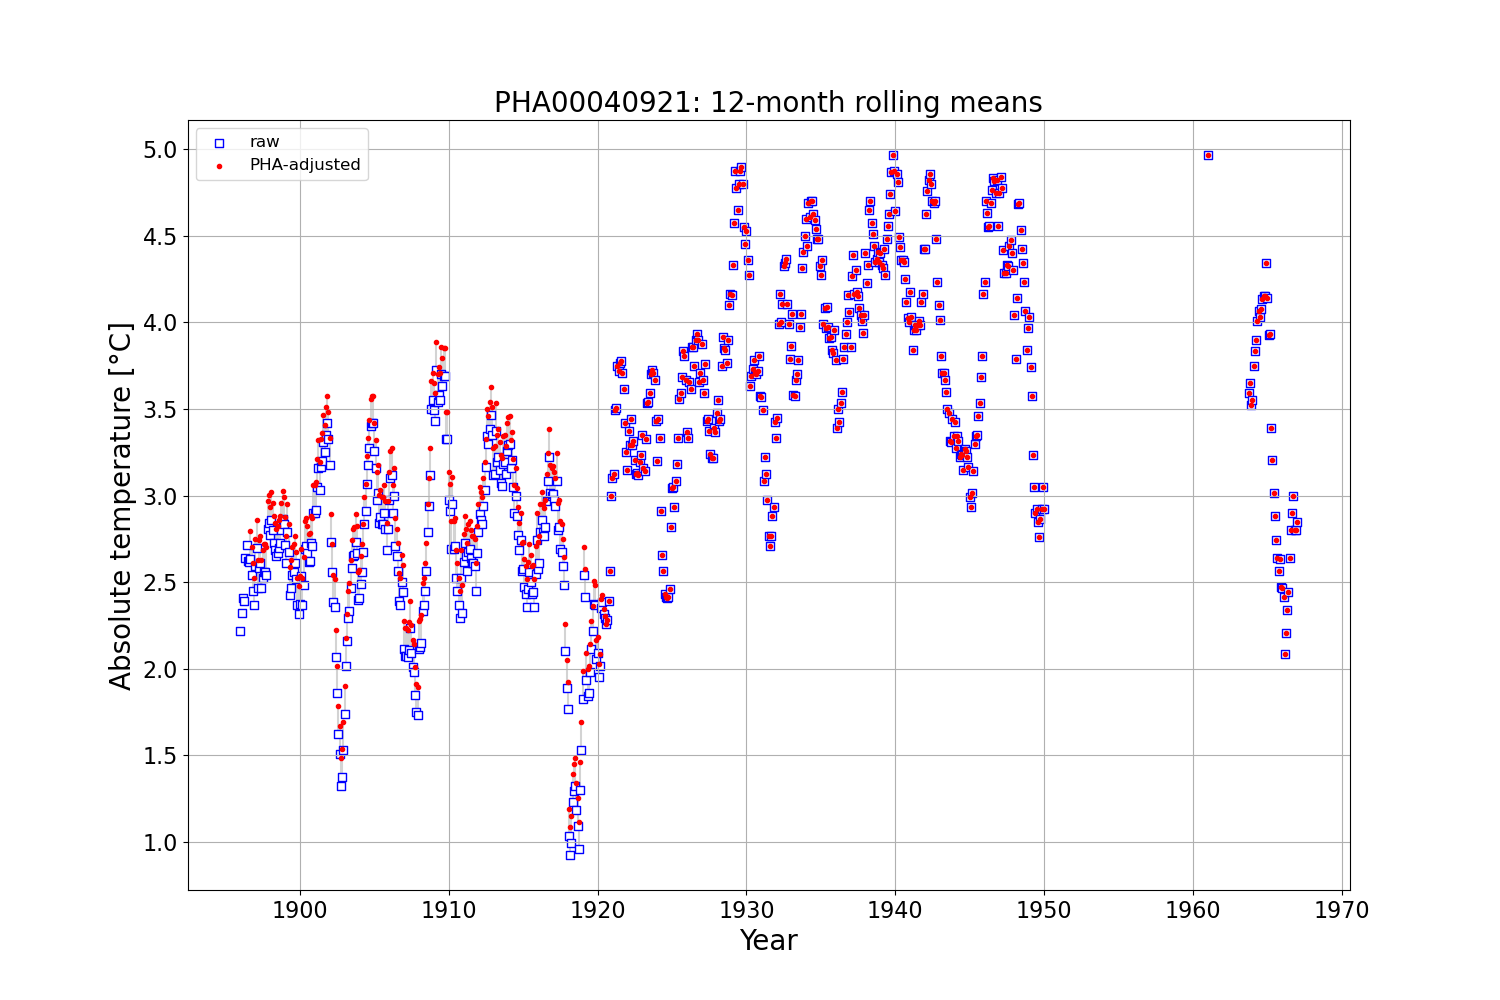 PHA00040921: 12-month rolling means
raw
PHA-adjusted
5.0
4.5
4.0
3.5
3.0
2.5
2.0
1.5
1.0
Absolute temperature [°C]
1900 1910 1920 1930 1940 1950 1960 1970
Year